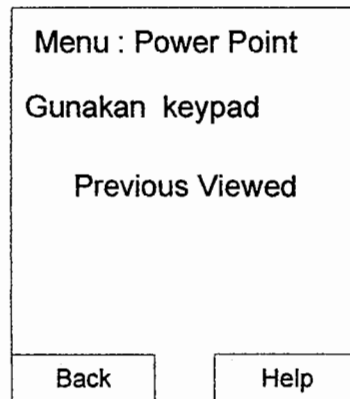 Menu : Power Point
Gunakan keypad
Previous Viewed
Back
Help